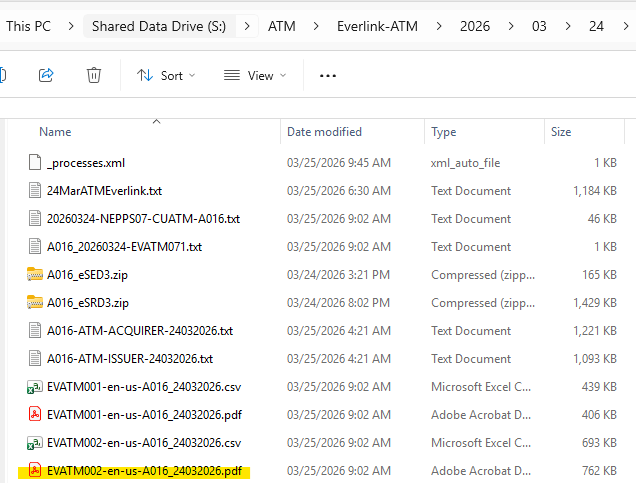 This PC > Shared Data Drive (S:) > ATM > Everlink-ATM > 2026 > 03 > 24 >
Sort View ...
Name Date modified Type Size
_processes.xml 03/25/2026 9:45 AM xml_auto_file 1 KB
24MarATMEverlink.txt 03/25/2026 6:30 AM Text Document 1,184 KB
20260324-NEPPS07-CUATM-A016.txt 03/25/2026 9:02 AM Text Document 46 KB
A016_20260324-EVATM071.txt 03/25/2026 9:02 AM Text Document 1 KB
A016_eSED3.zip 03/24/2026 3:21 PM Compressed (zipp... 165 KB
A016_eSRD3.zip 03/24/2026 8:02 PM Compressed (zipp... 1,429 KB
A016-ATM-ACQUIRER-24032026.txt 03/25/2026 4:21 AM Text Document 1,221 KB
A016-ATM-ISSUER-24032026.txt 03/25/2026 4:21 AM Text Document 1,093 KB
EVATM001-en-us-A016_24032026.csv 03/25/2026 9:02 AM Microsoft Excel C... 439 KB
EVATM001-en-us-A016_24032026.pdf 03/25/2026 9:02 AM Adobe Acrobat D... 406 KB
EVATM002-en-us-A016_24032026.csv 03/25/2026 9:02 AM Microsoft Excel C... 693 KB
EVATM002-en-us-A016_24032026.pdf 03/25/2026 9:02 AM Adobe Acrobat D... 762 KB